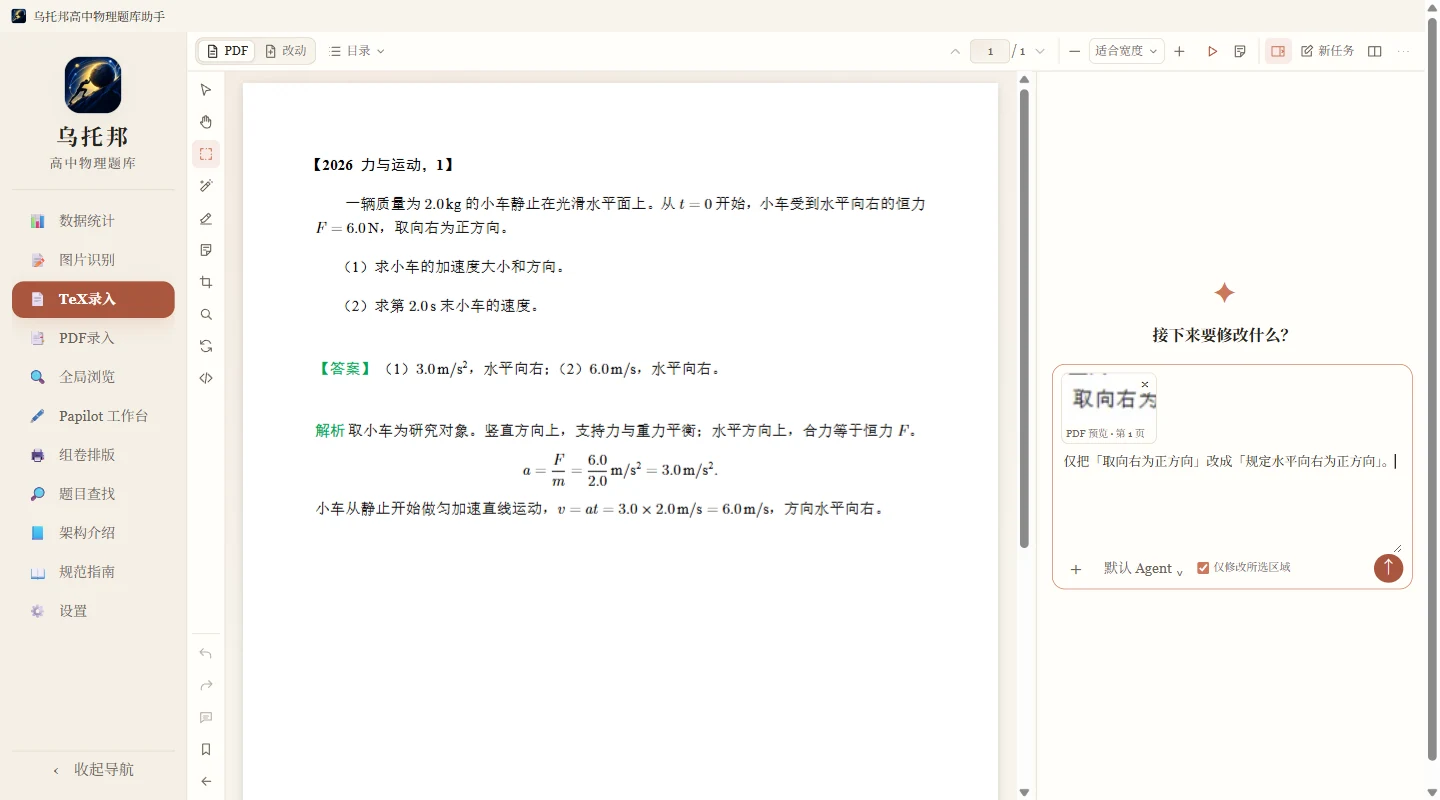 乌托邦高中物理题库助手
乌托邦
高中物理题库
数据统计
图片识别
TeX录入
PDF录入
全局浏览
Papilot 工作台
组卷排版
题目查找
架构介绍
规范指南
设置
‹ 收起导航
PDF 改动 目录
1 / 1 适合宽度 新任务
【2026 力与运动，1】
一辆质量为 2.0 kg 的小车静止在光滑水平面上。从 t = 0 开始，小车受到水平向右的恒力
F = 6.0 N，取向右为正方向。
（1）求小车的加速度大小和方向。
（2）求第 2.0 s 末小车的速度。
【答案】（1）3.0 m/s²，水平向右；（2）6.0 m/s，水平向右。
解析 取小车为研究对象。竖直方向上，支持力与重力平衡；水平方向上，合力等于恒力 F。
a = F/m = 6.0/2.0 m/s² = 3.0 m/s².
小车从静止开始做匀加速直线运动，v = at = 3.0 × 2.0 m/s = 6.0 m/s，方向水平向右。
接下来要修改什么？
取向右为
PDF 预览 · 第 1 页
仅把「取向右为正方向」改成「规定水平向右为正方向」。
默认 Agent 仅修改所选区域